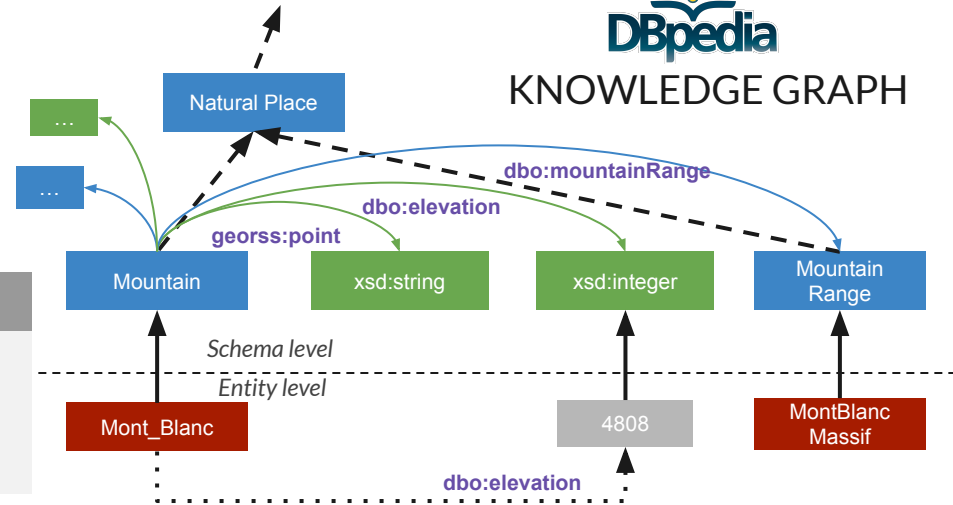 DBpedia
KNOWLEDGE GRAPH
Natural Place
...
...
dbo:mountainRange
dbo:elevation
georss:point
Mountain
xsd:string
xsd:integer
Mountain
Range
Schema level
Entity level
Mont_Blanc
4808
MontBlanc
Massif
dbo:elevation